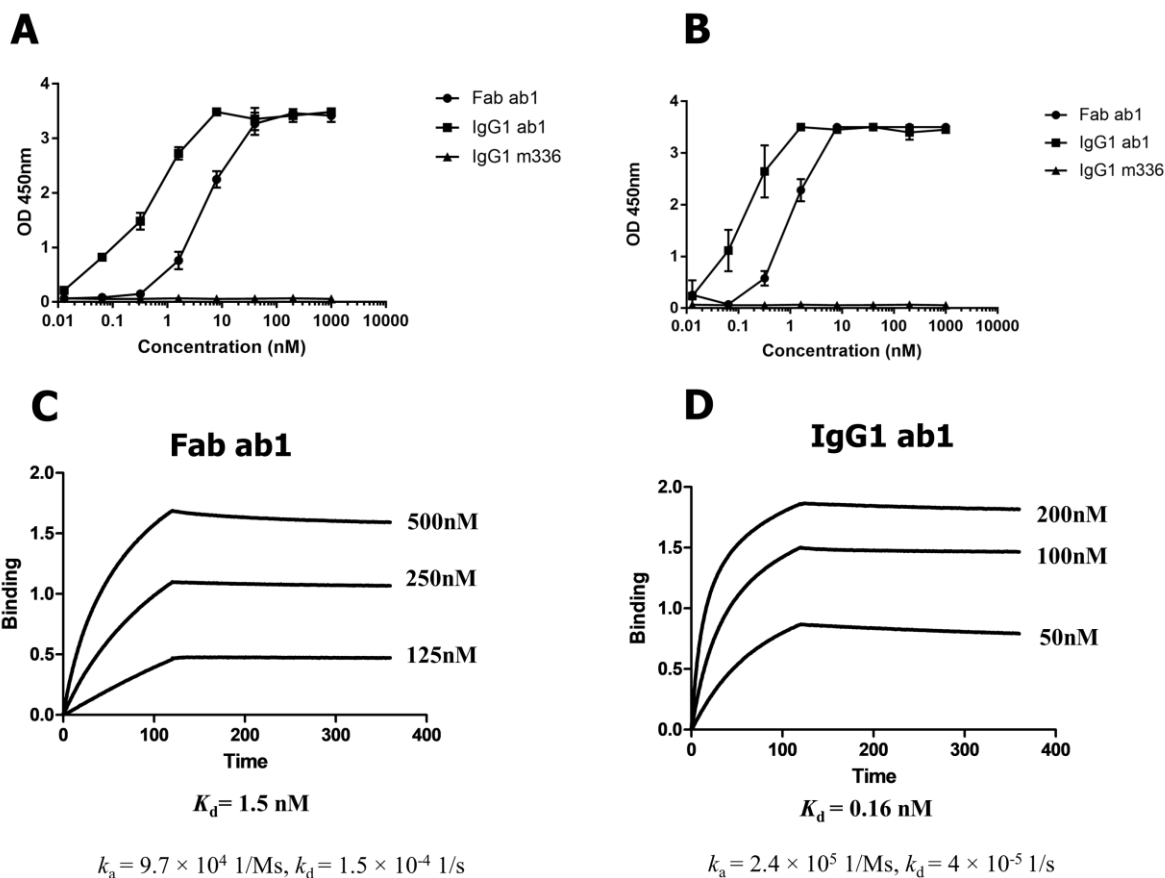 A
4
3
2
1
0
OD 450nm
0.01 0.1 1 10 100 1000 10000
Concentration (nM)
Fab ab1
IgG1 ab1
IgG1 m336
B
4
3
2
1
0
OD 450nm
0.01 0.1 1 10 100 1000 10000
Concentration (nM)
Fab ab1
IgG1 ab1
IgG1 m336
C
Fab ab1
2.0
1.5
1.0
0.5
0.0
Binding
500nM
250nM
125nM
0 100 200 300 400
Time
K_d = 1.5 nM
k_a = 9.7 × 10⁴ 1/Ms, k_d = 1.5 × 10⁻⁴ 1/s
D
IgG1 ab1
2.0
1.5
1.0
0.5
0.0
Binding
200nM
100nM
50nM
0 100 200 300 400
Time
K_d = 0.16 nM
k_a = 2.4 × 10⁵ 1/Ms, k_d = 4 × 10⁻⁵ 1/s